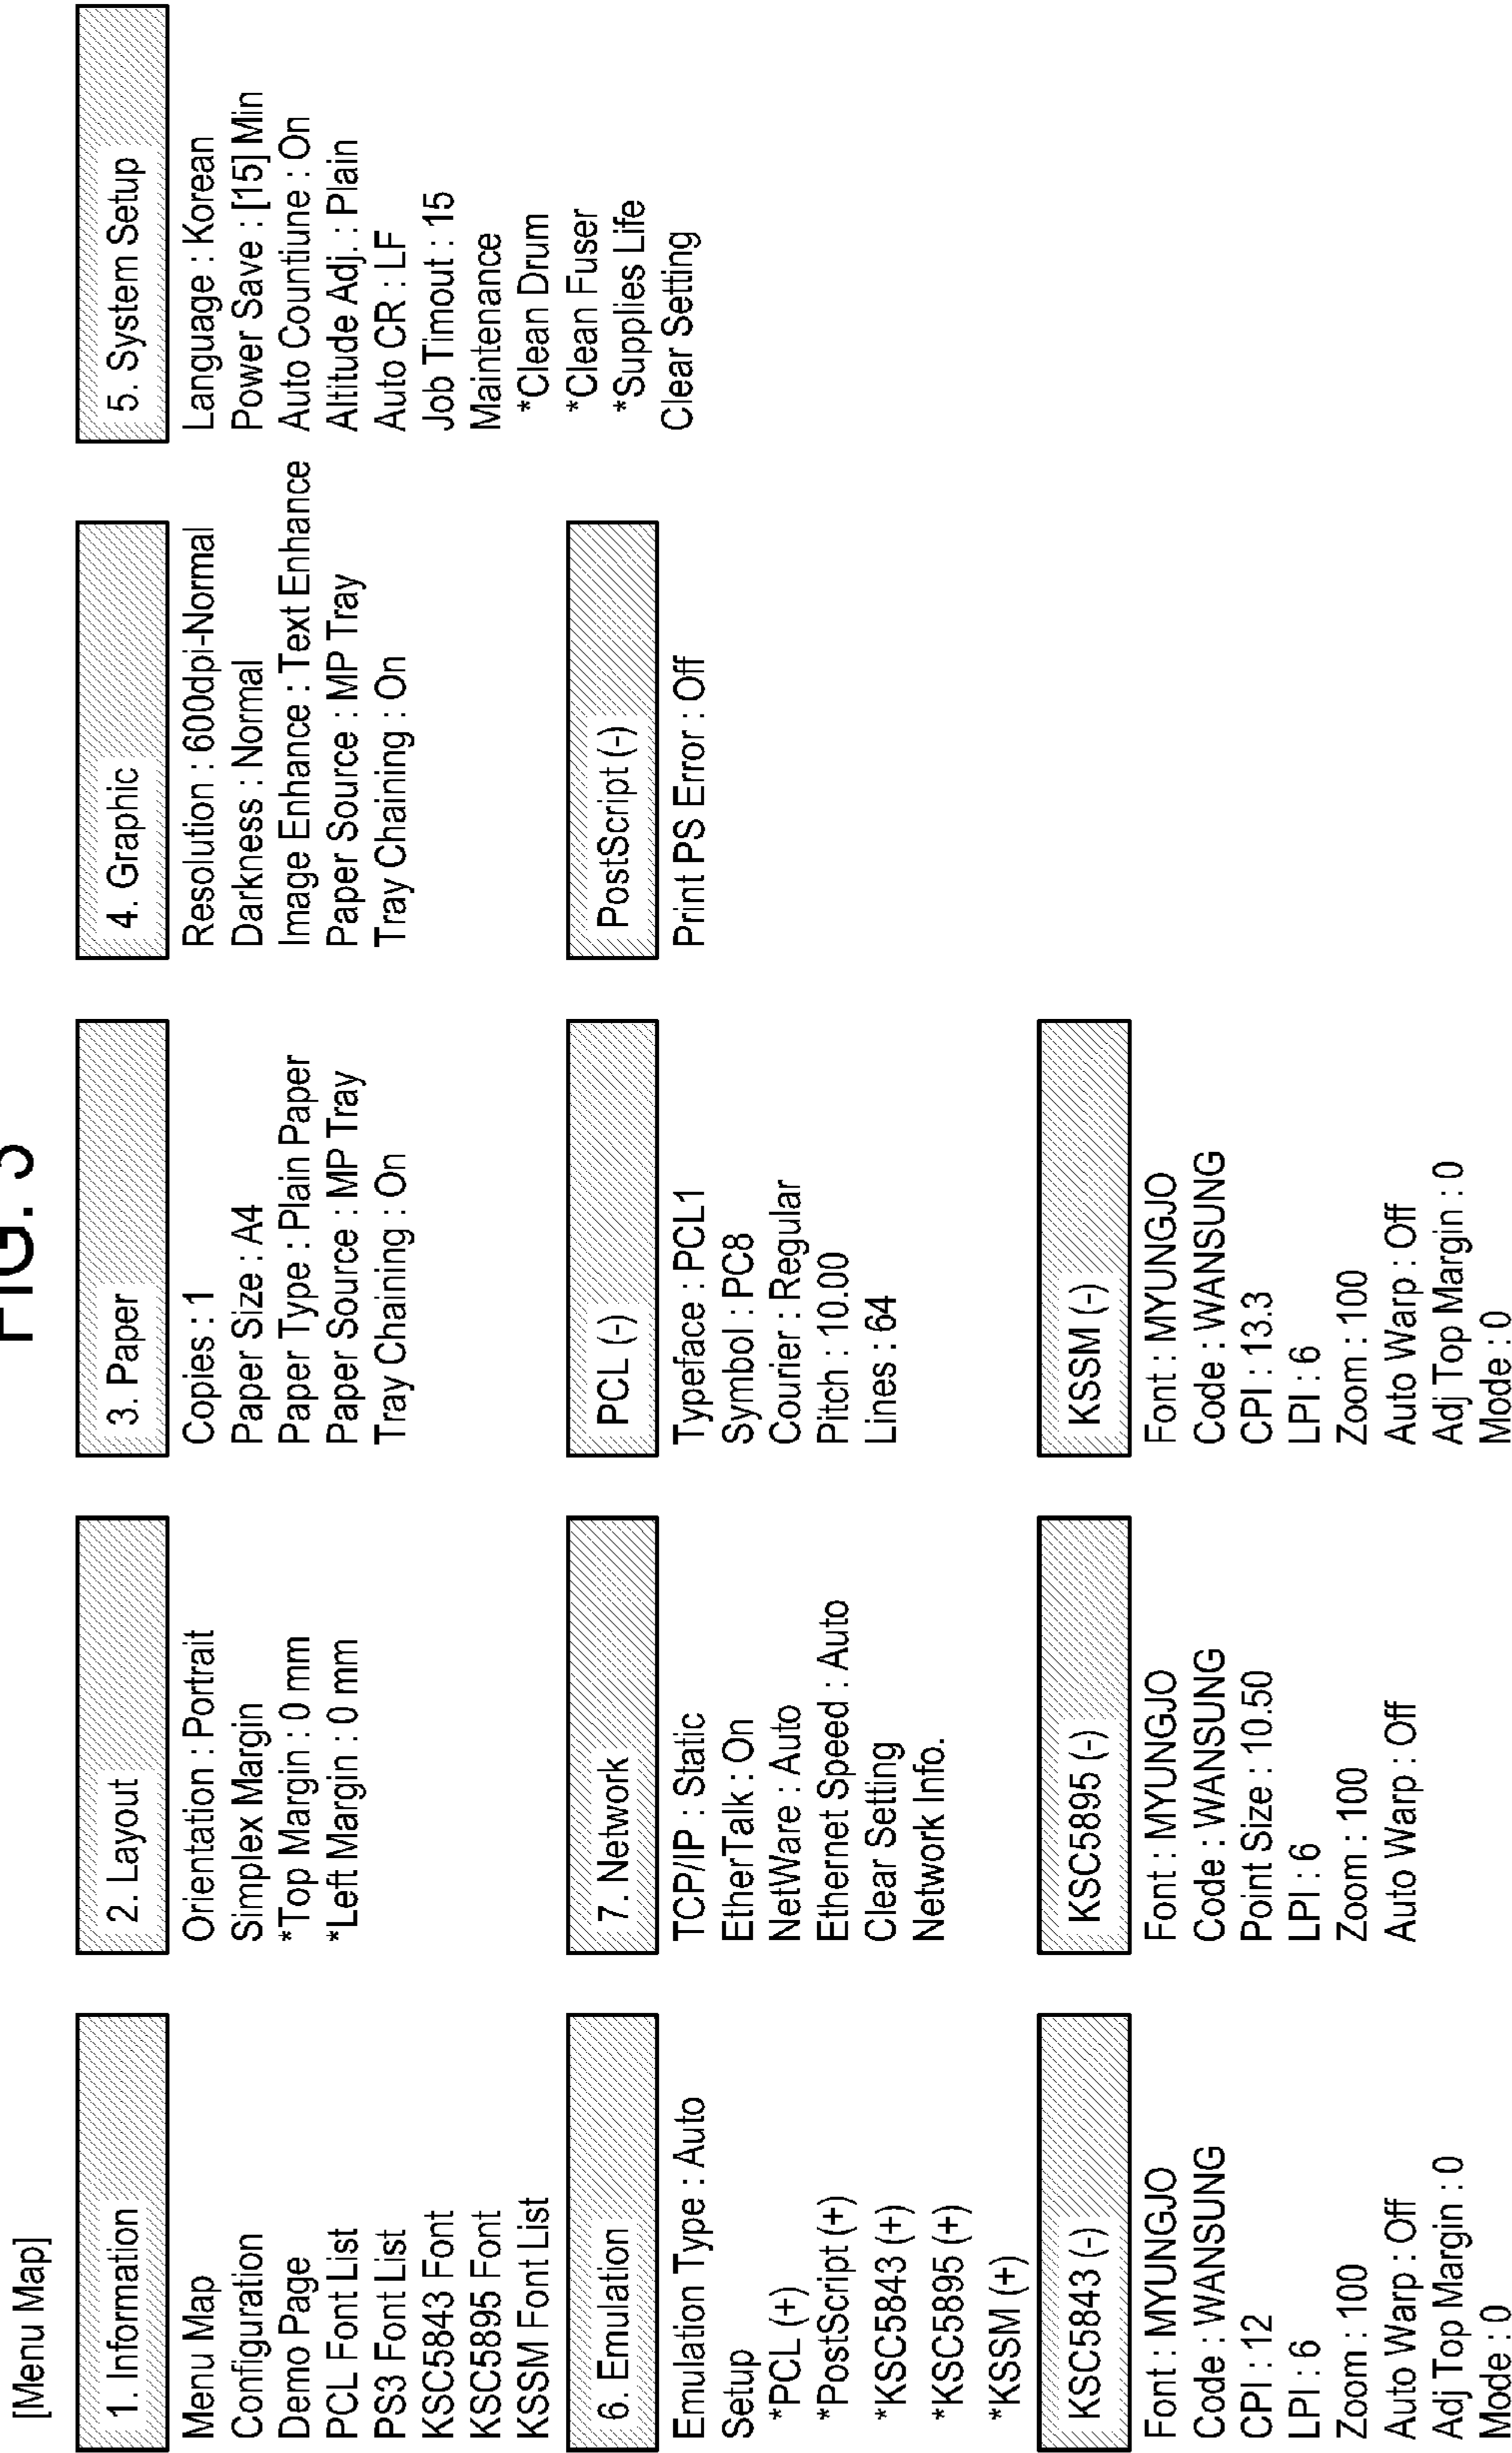 FIG. 3
[Menu Map]
1. Information
Menu Map
Configuration
Demo Page
PCL Font List
PS3 Font List
KSC5843 Font
KSC5895 Font
KSSM Font List
2. Layout
Orientation : Portrait
Simplex Margin
*Top Margin : 0 mm
*Left Margin : 0 mm
3. Paper
Copies : 1
Paper Size : A4
Paper Type : Plain Paper
Paper Source : MP Tray
Tray Chaining : On
4. Graphic
Resolution : 600dpi-Normal
Darkness : Normal
Image Enhance : Text Enhance
Paper Source : MP Tray
Tray Chaining : On
5. System Setup
Language : Korean
Power Save : [15] Min
Auto Countiune : On
Altitude Adj. : Plain
Auto CR : LF
Job Timout : 15
Maintenance
*Clean Drum
*Clean Fuser
*Supplies Life
Clear Setting
6. Emulation
Emulation Type : Auto
Setup
*PCL (+)
*PostScript (+)
*KSC5843 (+)
*KSC5895 (+)
*KSSM (+)
7. Network
TCP/IP : Static
EtherTalk : On
NetWare : Auto
Ethernet Speed : Auto
Clear Setting
Network Info.
PCL (-)
Typeface : PCL1
Symbol : PC8
Courier : Regular
Pitch : 10.00
Lines : 64
PostScript (-)
Print PS Error : Off
KSC5843 (-)
Font : MYUNGJO
Code : WANSUNG
CPI : 12
LPI : 6
Zoom : 100
Auto Warp : Off
Adj Top Margin : 0
Mode : 0
KSC5895 (-)
Font : MYUNGJO
Code : WANSUNG
Point Size : 10.50
LPI : 6
Zoom : 100
Auto Warp : Off
KSSM (-)
Font : MYUNGJO
Code : WANSUNG
CPI : 13.3
LPI : 6
Zoom : 100
Auto Warp : Off
Adj Top Margin : 0
Mode : 0